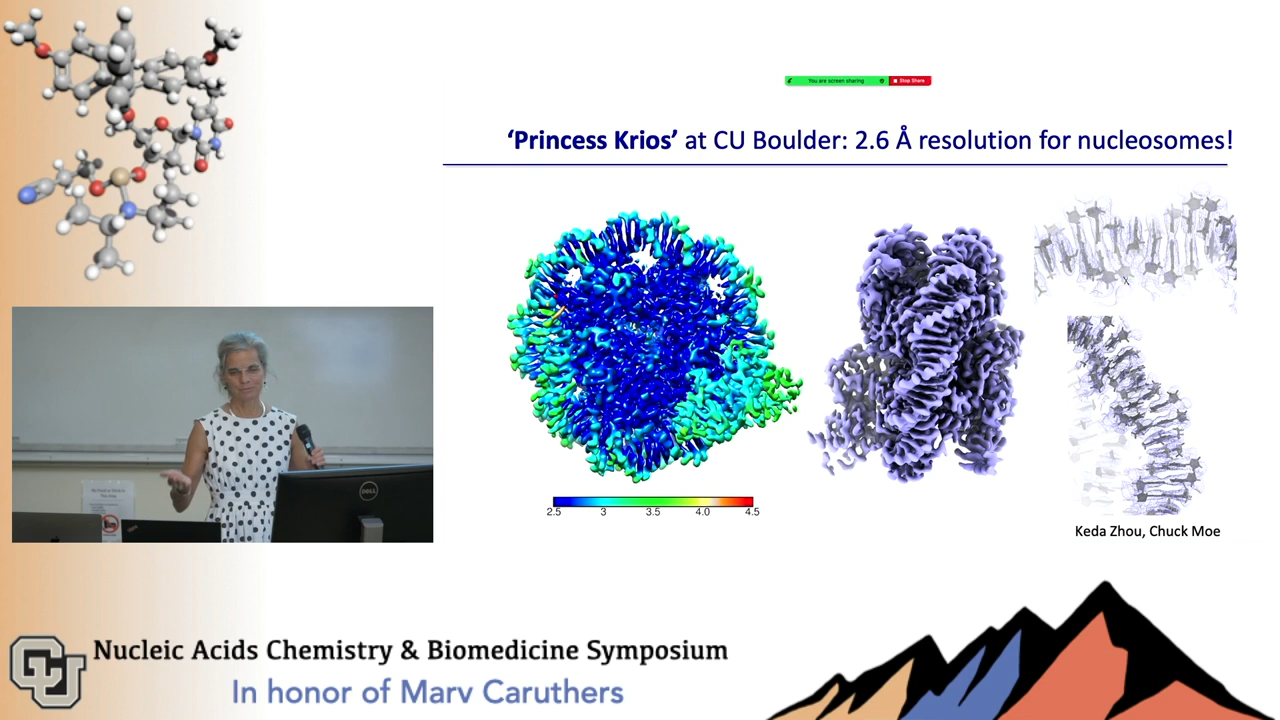 You are screen sharing
Stop Share
‘Princess Krios’ at CU Boulder: 2.6 Å resolution for nucleosomes!
χ
2.5 3 3.5 4.0 4.5
Keda Zhou, Chuck Moe
DELL
CU
Nucleic Acids Chemistry & Biomedicine Symposium
In honor of Marv Caruthers